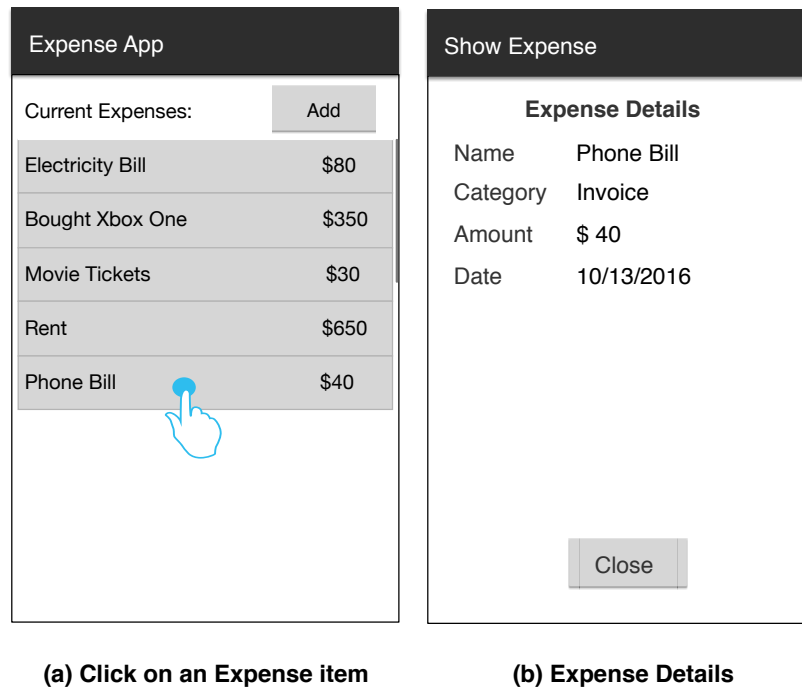 Expense App
Current Expenses: Add
Electricity Bill $80
Bought Xbox One $350
Movie Tickets $30
Rent $650
Phone Bill $40
(a) Click on an Expense item
Show Expense
Expense Details
Name Phone Bill
Category Invoice
Amount $ 40
Date 10/13/2016
Close
(b) Expense Details